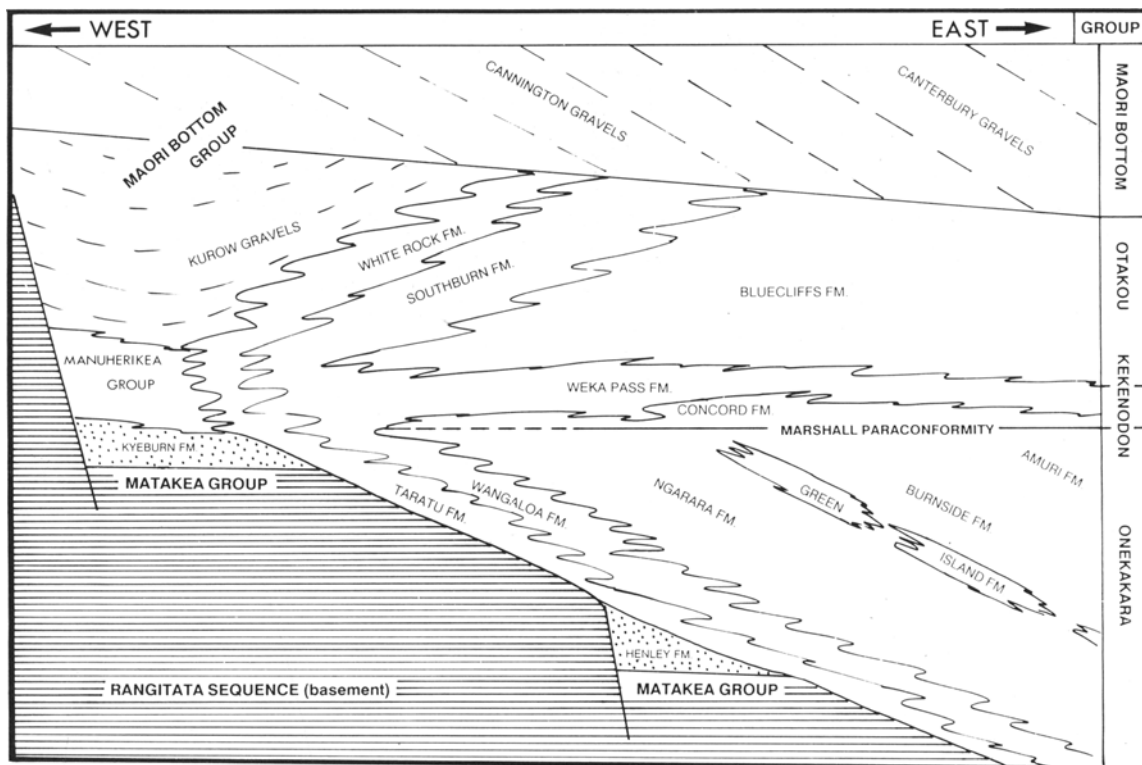 WEST
EAST
GROUP
CANNINGTON GRAVELS
CANTERBURY GRAVELS
MAORI BOTTOM
MAORI BOTTOM
GROUP
KUROW GRAVELS
WHITE ROCK FM.
SOUTHBURN FM.
BLUECLIFFS FM.
OTAKOU
MANUHERIKEA
GROUP
WEKA PASS FM.
CONCORD FM.
KEKENODON
MARSHALL PARACONFORMITY
KYEBURN FM.
MATAKEA GROUP
TARATU FM.
WANGALOA FM.
NGARARA FM.
GREEN
ISLAND FM.
BURNSIDE FM.
AMURI FM.
ONEKAKARA
HENLEY FM.
MATAKEA GROUP
RANGITATA SEQUENCE (basement)